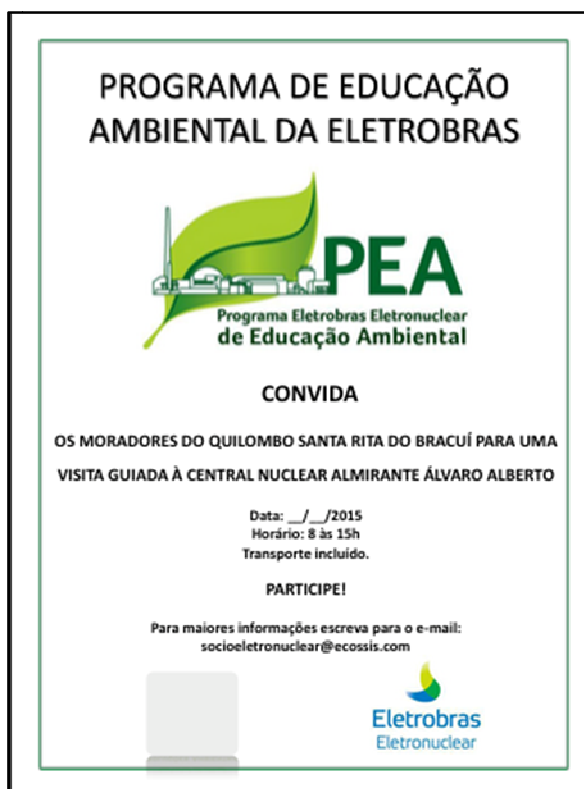 PROGRAMA DE EDUCAÇÃO
AMBIENTAL DA ELETROBRAS
PEA
Programa Eletrobras Eletronuclear
de Educação Ambiental
CONVIDA
OS MORADORES DO QUILOMBO SANTA RITA DO BRACUÍ PARA UMA
VISITA GUIADA À CENTRAL NUCLEAR ALMIRANTE ÁLVARO ALBERTO
Data: __/__/2015
Horário: 8 às 15h
Transporte incluído.
PARTICIPE!
Para maiores informações escreva para o e-mail:
socioeletronuclear@ecossis.com
Eletrobras
Eletronuclear